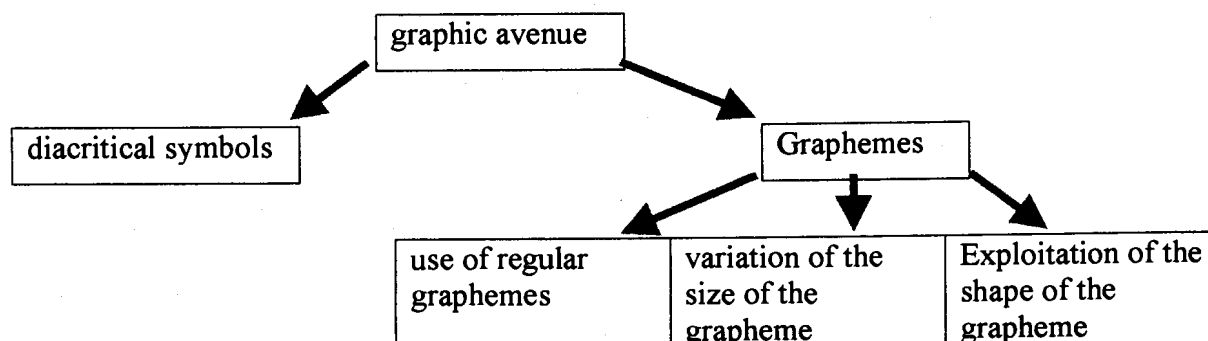 graphic avenue
diacritical symbols
Graphemes
use of regular
graphemes
variation of the
size of the
grapheme
Exploitation of the
shape of the
grapheme